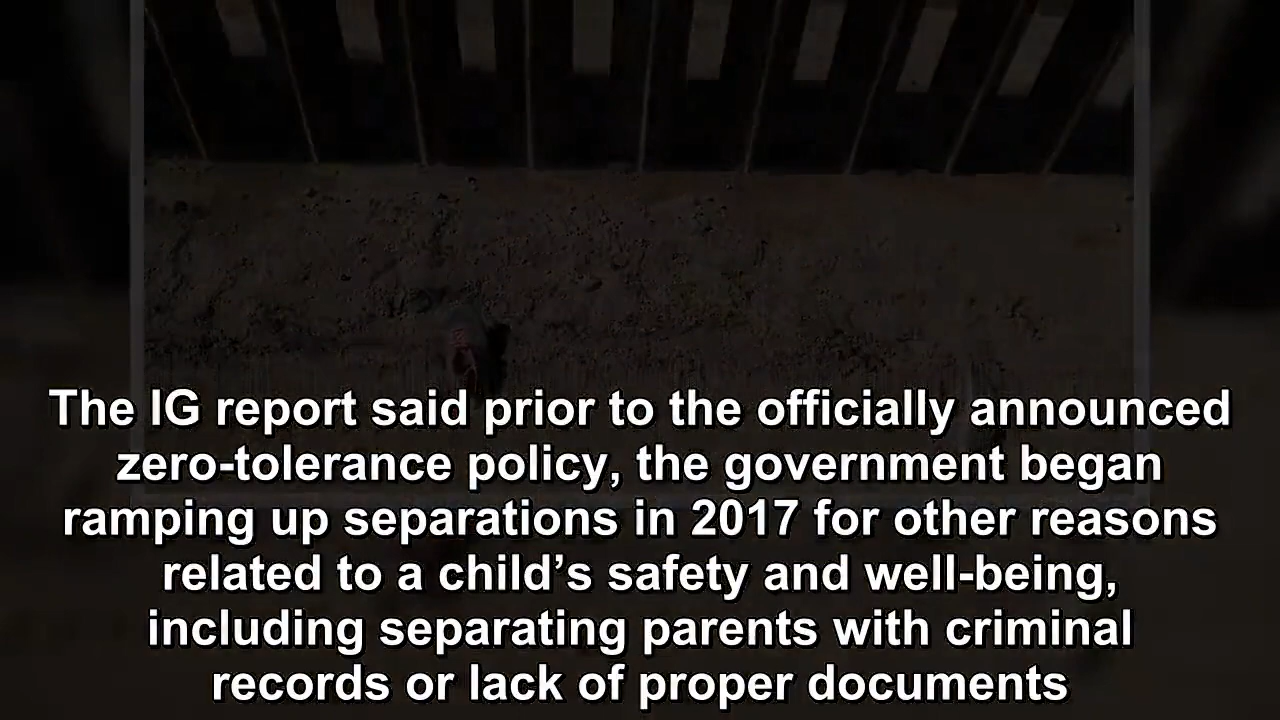 The IG report said prior to the officially announced
zero-tolerance policy, the government began
ramping up separations in 2017 for other reasons
related to a child’s safety and well-being,
including separating parents with criminal
records or lack of proper documents